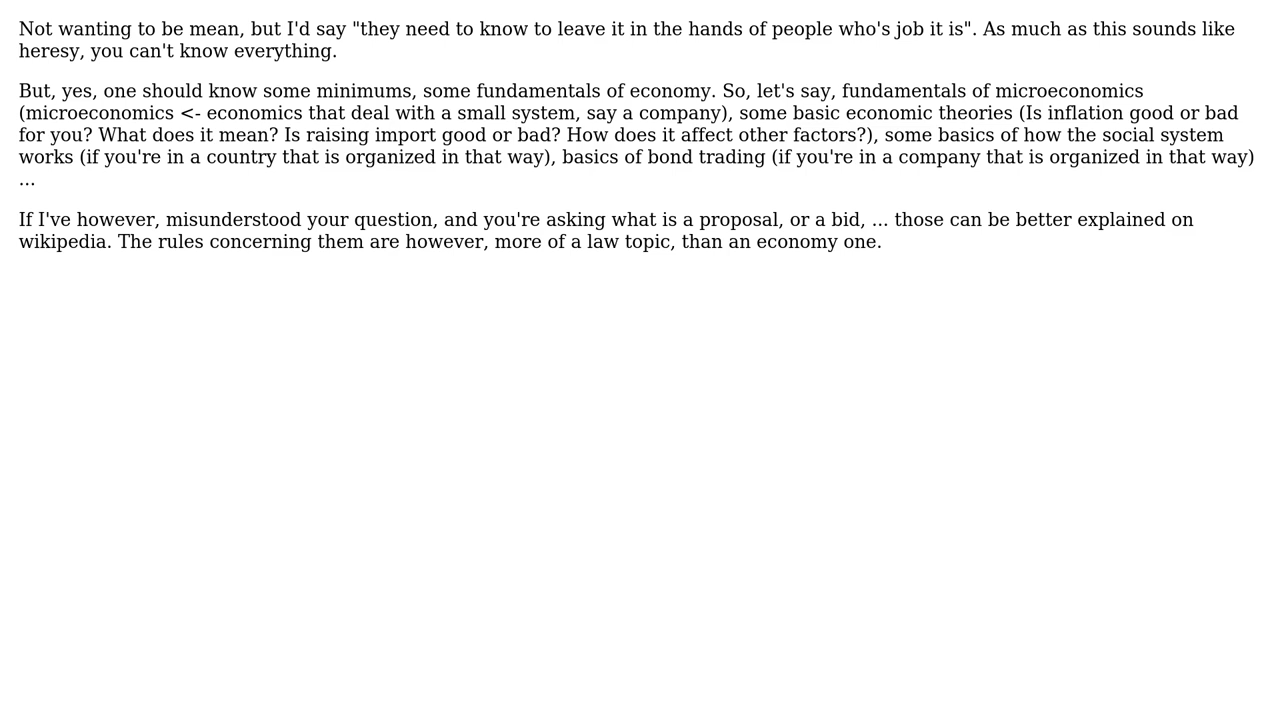 Not wanting to be mean, but I'd say "they need to know to leave it in the hands of people who's job it is". As much as this sounds like
heresy, you can't know everything.
But, yes, one should know some minimums, some fundamentals of economy. So, let's say, fundamentals of microeconomics
(microeconomics <- economics that deal with a small system, say a company), some basic economic theories (Is inflation good or bad
for you? What does it mean? Is raising import good or bad? How does it affect other factors?), some basics of how the social system
works (if you're in a country that is organized in that way), basics of bond trading (if you're in a company that is organized in that way)
...
If I've however, misunderstood your question, and you're asking what is a proposal, or a bid, ... those can be better explained on
wikipedia. The rules concerning them are however, more of a law topic, than an economy one.